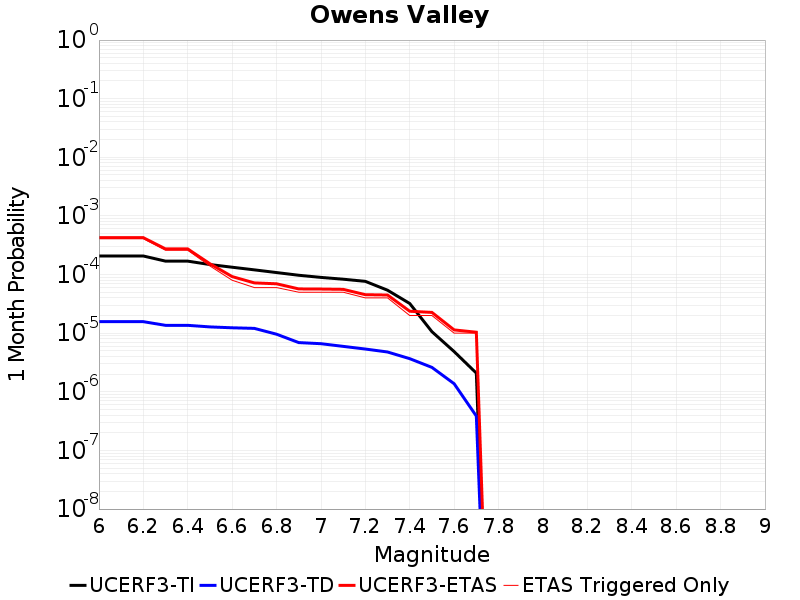 Owens Valley
1 Month Probability
10^0
10^-1
10^-2
10^-3
10^-4
10^-5
10^-6
10^-7
10^-8
6 6.2 6.4 6.6 6.8 7 7.2 7.4 7.6 7.8 8 8.2 8.4 8.6 8.8 9
Magnitude
UCERF3-TI UCERF3-TD UCERF3-ETAS ETAS Triggered Only